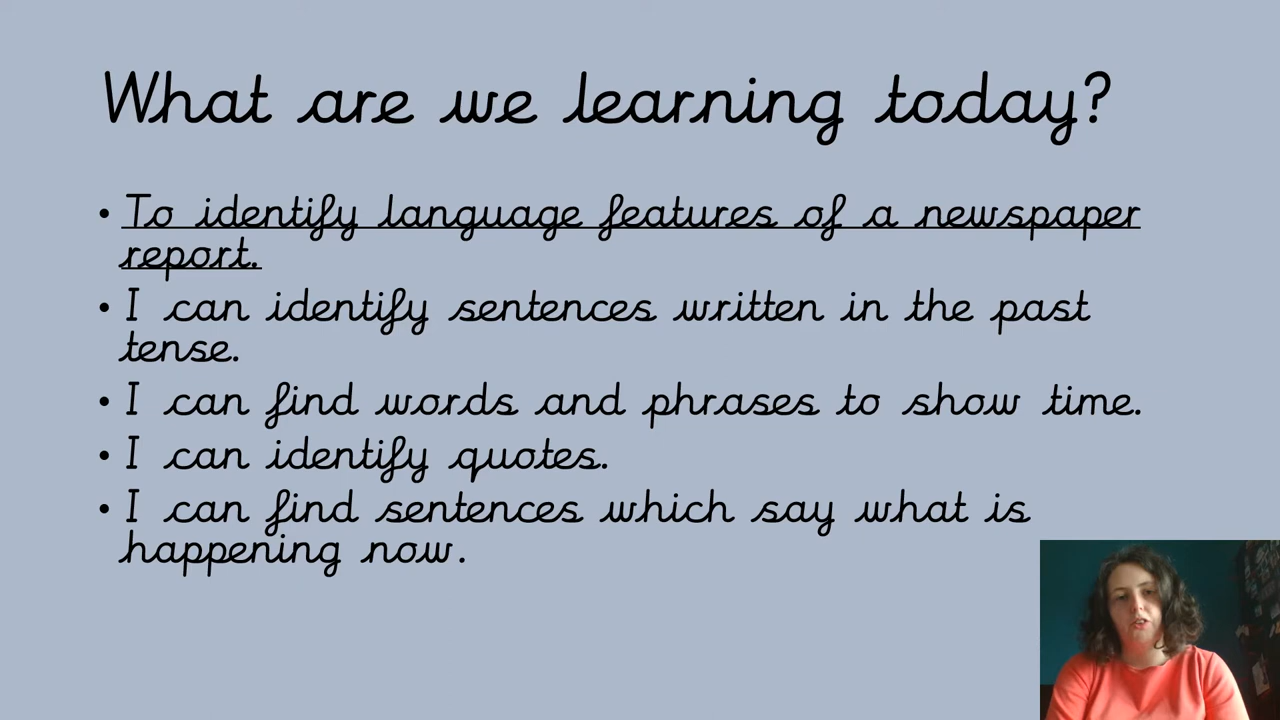 What are we learning today?
• To identify language features of a newspaper
report.
• I can identify sentences written in the past
tense.
• I can find words and phrases to show time.
• I can identify quotes.
• I can find sentences which say what is
happening now.